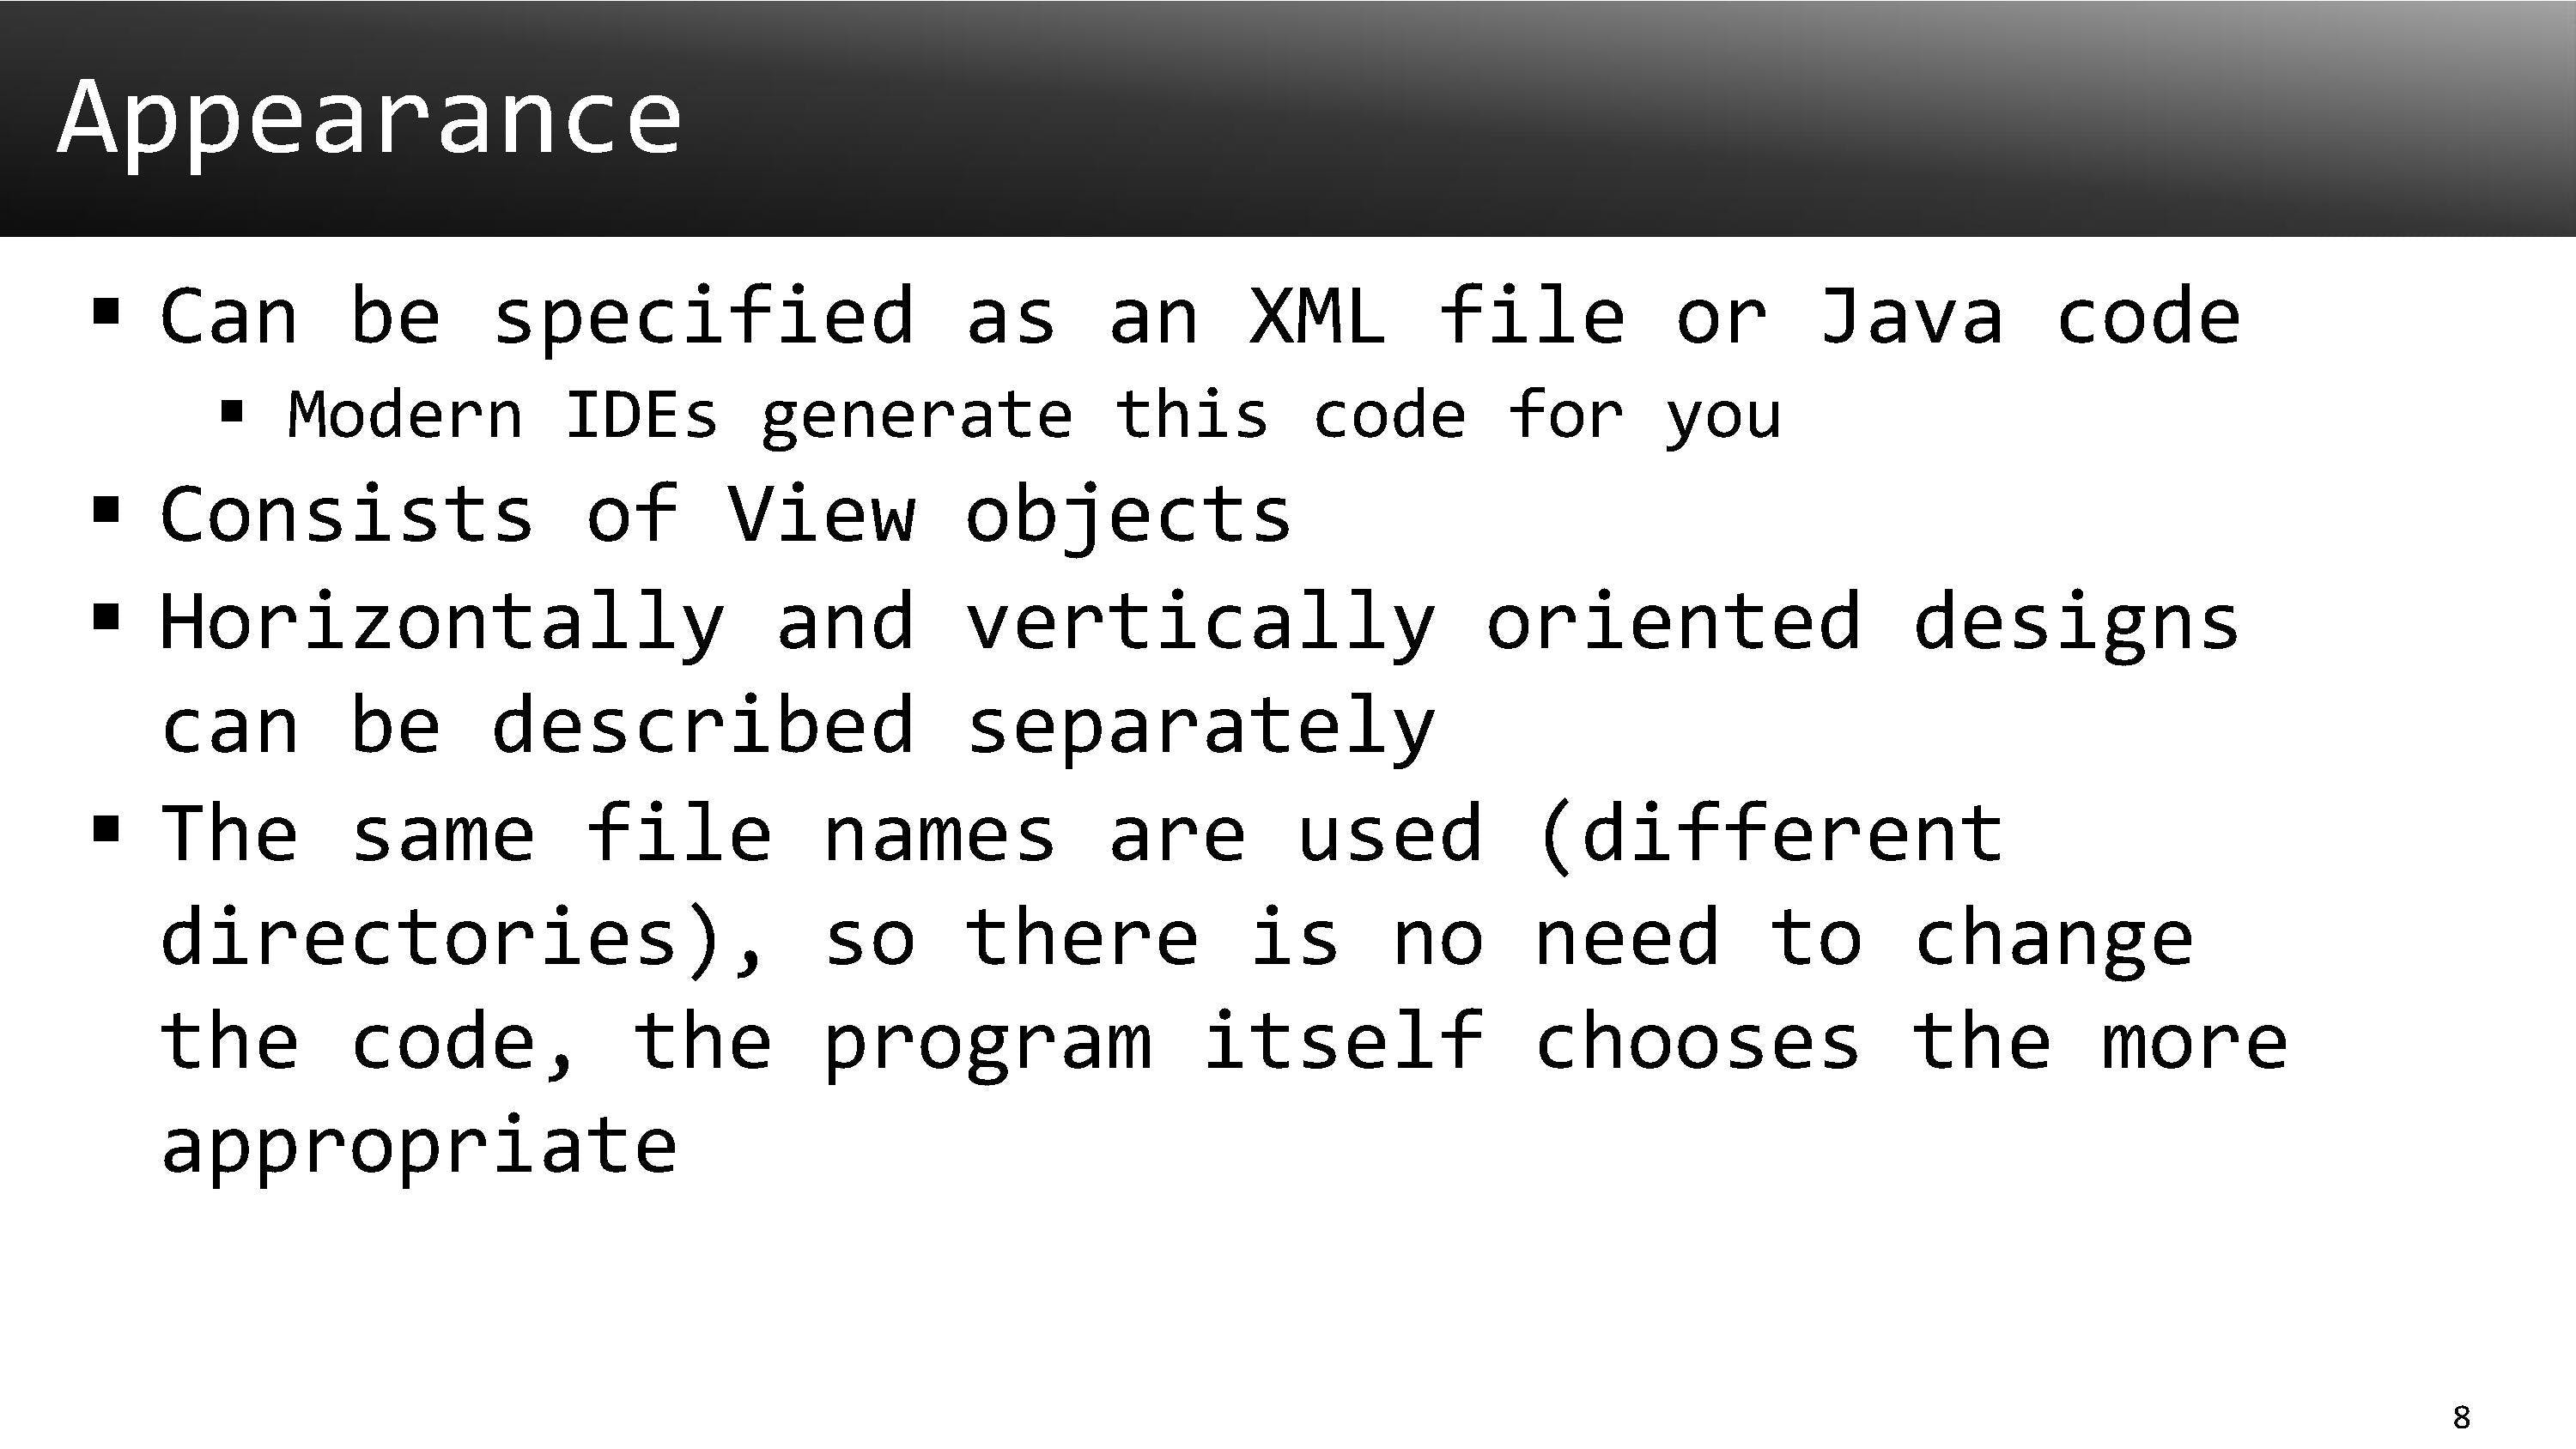 Appearance
▪ Can be specified as an XML file or Java code
▪ Modern IDEs generate this code for you
▪ Consists of View objects
▪ Horizontally and vertically oriented designs
can be described separately
▪ The same file names are used (different
directories), so there is no need to change
the code, the program itself chooses the more
appropriate
8